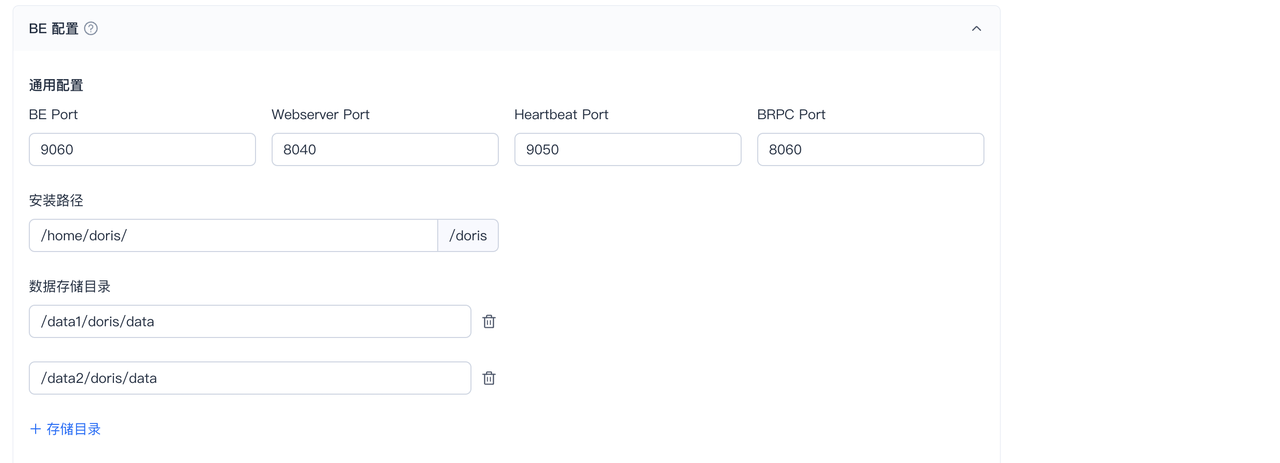 BE 配置
通用配置
BE Port Webserver Port Heartbeat Port BRPC Port
9060 8040 9050 8060
安装路径
/home/doris/ /doris
数据存储目录
/data1/doris/data
/data2/doris/data
+ 存储目录